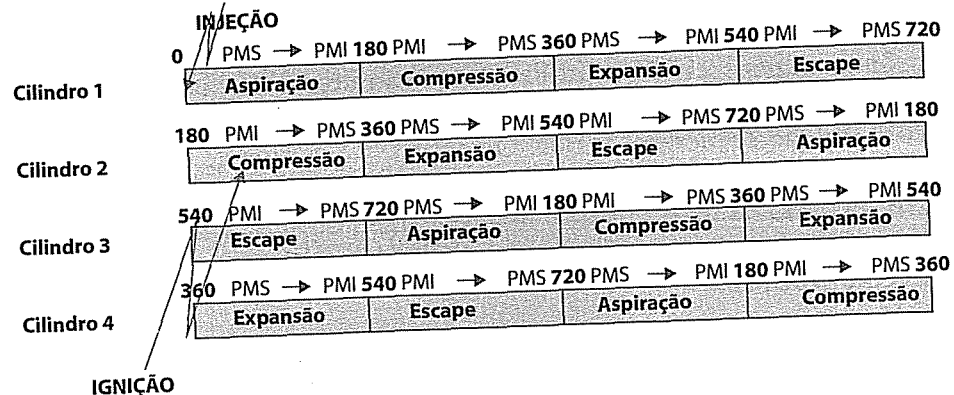 INJEÇÃO
0 PMS PMI 180 PMI PMS 360 PMS PMI 540 PMI PMS 720
Cilindro 1 Aspiração Compressão Expansão Escape
180 PMI PMS 360 PMS PMI 540 PMI PMS 720 PMS PMI 180
Cilindro 2 Compressão Expansão Escape Aspiração
540 PMI PMS 720 PMS PMI 180 PMI PMS 360 PMS PMI 540
Cilindro 3 Escape Aspiração Compressão Expansão
360 PMS PMI 540 PMI PMS 720 PMS PMI 180 PMI PMS 360
Cilindro 4 Expansão Escape Aspiração Compressão
IGNIÇÃO